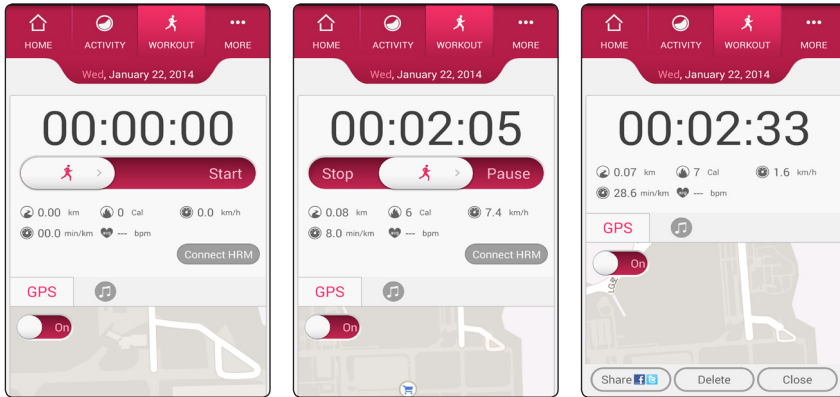 HOME ACTIVITY WORKOUT MORE
Wed, January 22, 2014
00:00:00
Start
0.00 km 0 Cal 0.0 km/h
00.0 min/km AVG --- bpm
Connect HRM
GPS
On
HOME ACTIVITY WORKOUT MORE
Wed, January 22, 2014
00:02:05
Stop Pause
0.08 km 6 Cal 7.4 km/h
8.0 min/km AVG --- bpm
Connect HRM
GPS
On
HOME ACTIVITY WORKOUT MORE
Wed, January 22, 2014
00:02:33
0.07 km 7 Cal 1.6 km/h
28.6 min/km AVG --- bpm
GPS
On
Share Delete Close